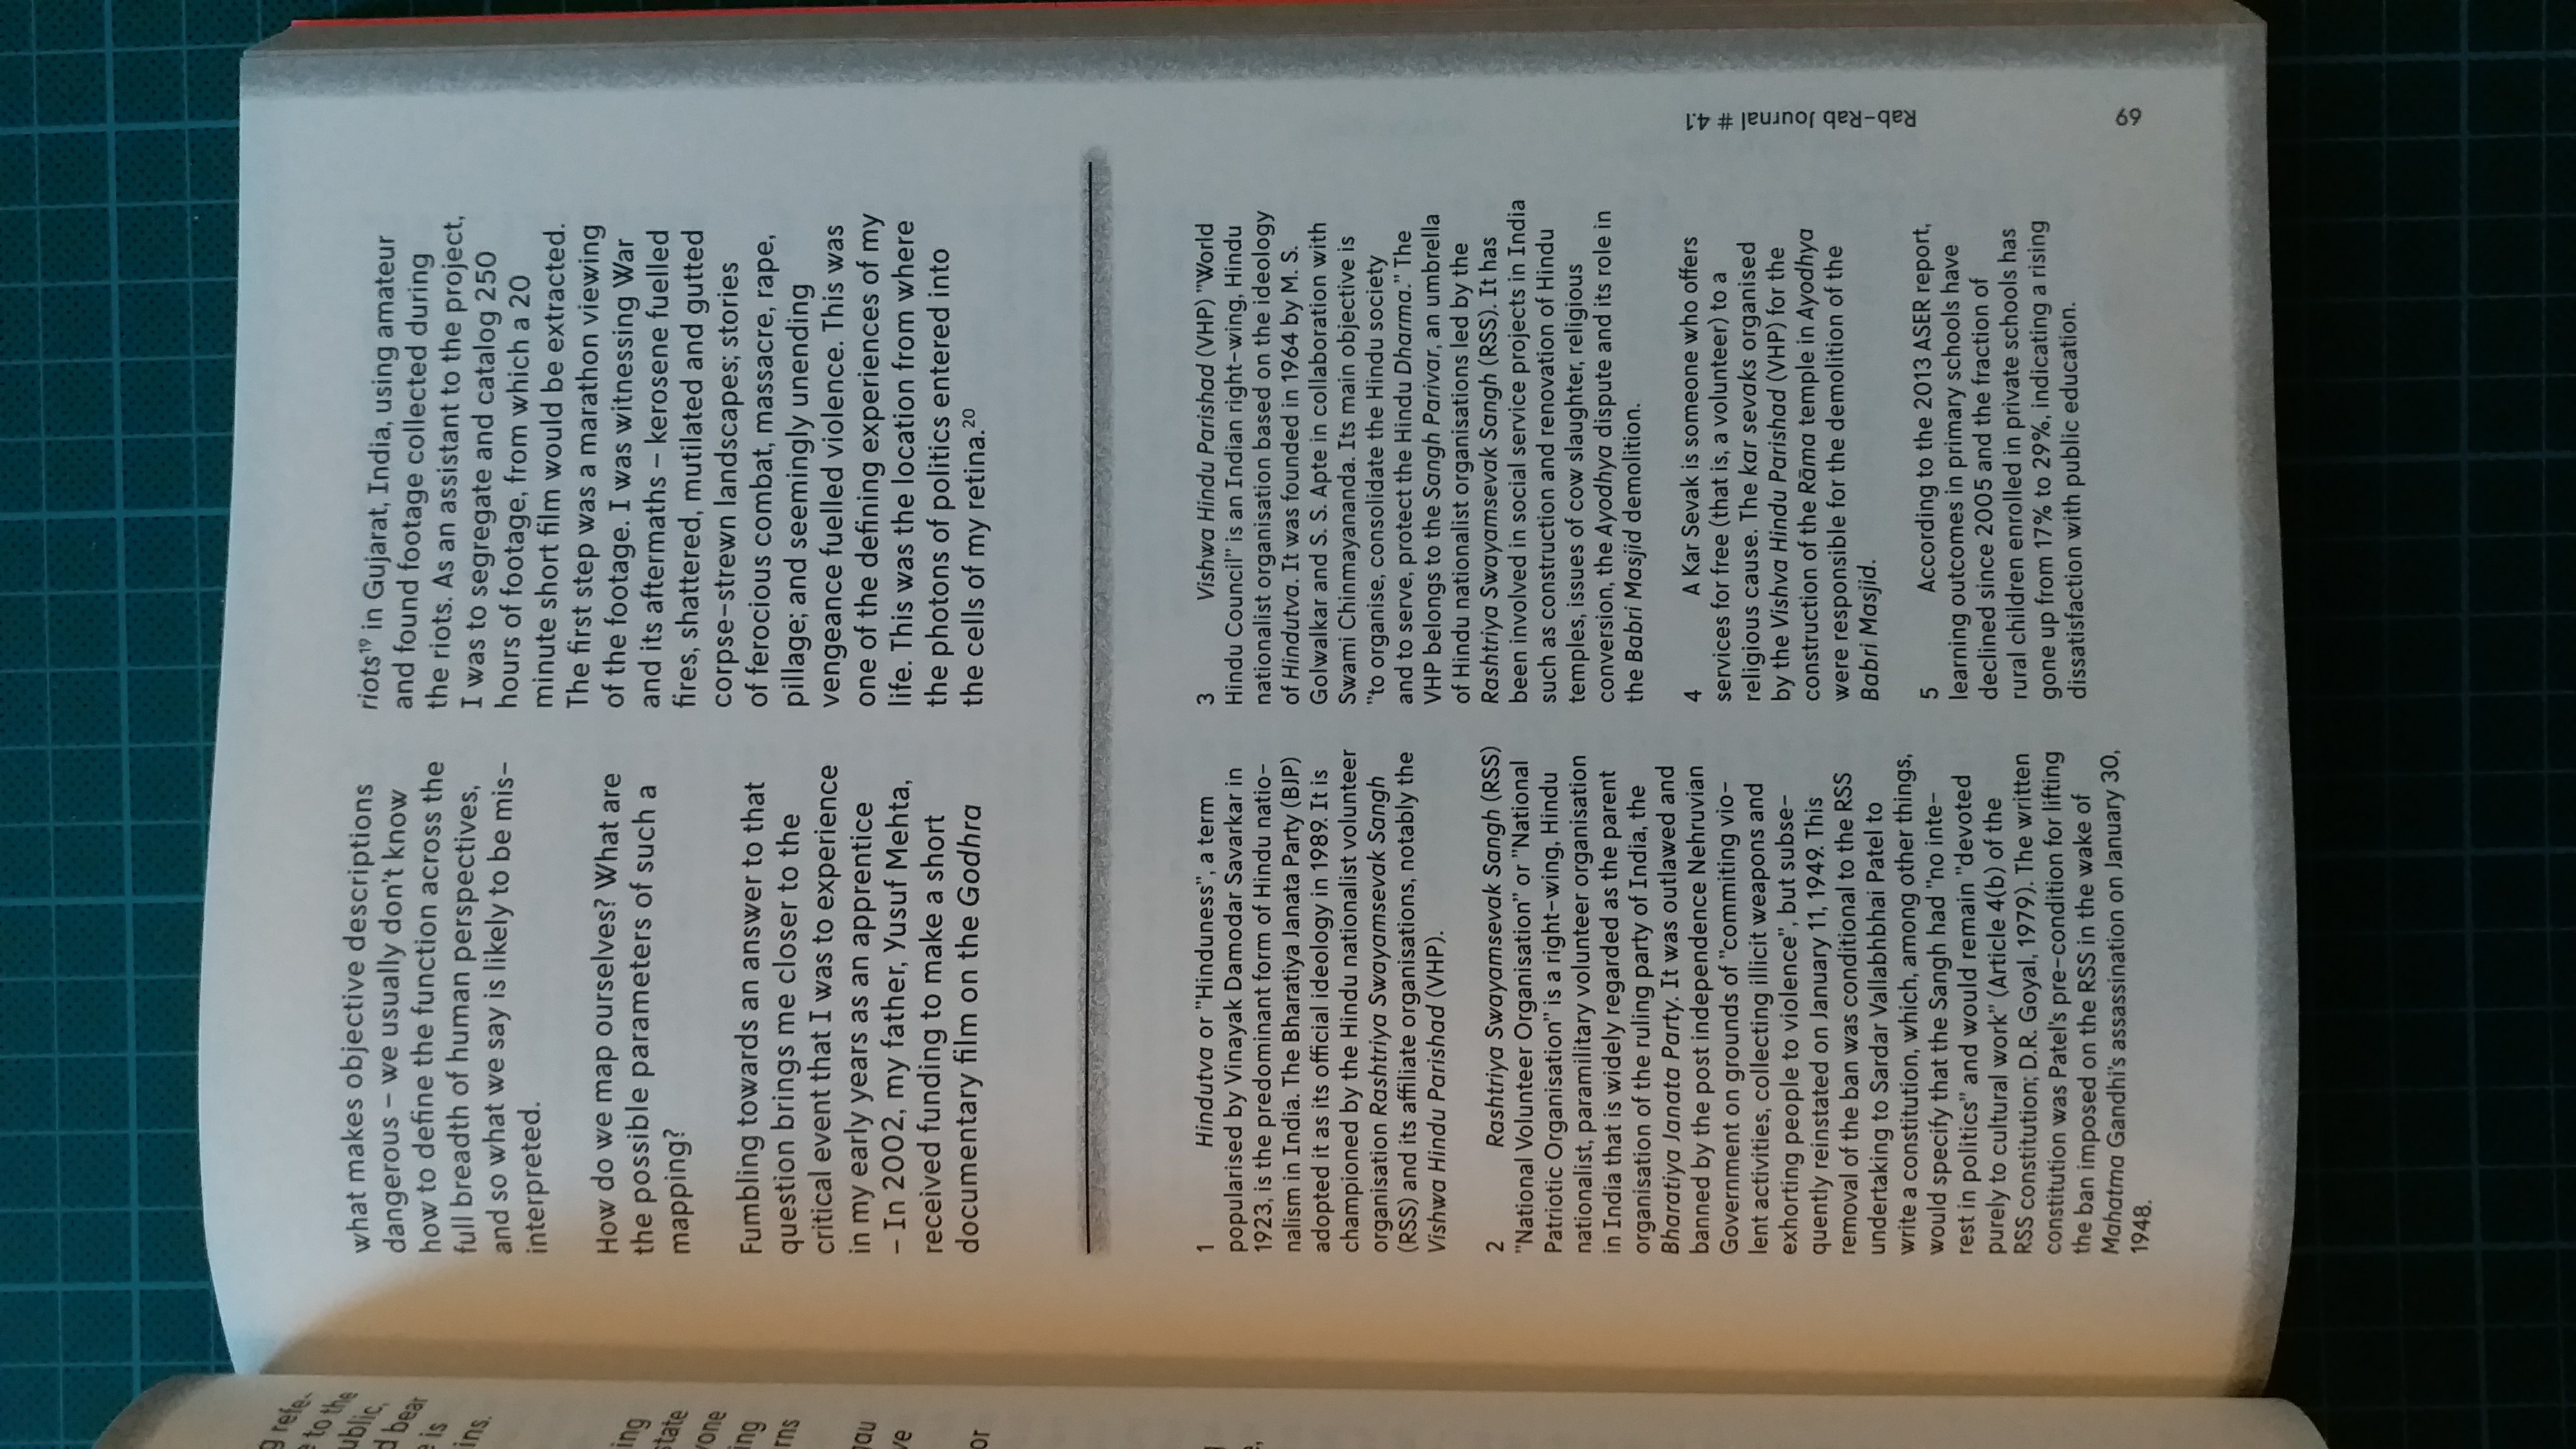 g refe-
e to the
ublic,
d bear
e is
ins.
ing
state
yone
ing
rns
gau
ve
or
what makes objective descriptions
dangerous – we usually don't know
how to define the function across the
full breadth of human perspectives,
and so what we say is likely to be mis-
interpreted.
How do we map ourselves? What are
the possible parameters of such a
mapping?
Fumbling towards an answer to that
question brings me closer to the
critical event that I was to experience
in my early years as an apprentice
– In 2002, my father, Yusuf Mehta,
received funding to make a short
documentary film on the Godhra
riots¹⁹ in Gujarat, India, using amateur
and found footage collected during
the riots. As an assistant to the project,
I was to segregate and catalog 250
hours of footage, from which a 20
minute short film would be extracted.
The first step was a marathon viewing
of the footage. I was witnessing War
and its aftermaths – kerosene fuelled
fires, shattered, mutilated and gutted
corpse-strewn landscapes; stories
of ferocious combat, massacre, rape,
pillage; and seemingly unending
vengeance fuelled violence. This was
one of the defining experiences of my
life. This was the location from where
the photons of politics entered into
the cells of my retina.²⁰
1 Hindutva or "Hinduness", a term
popularised by Vinayak Damodar Savarkar in
1923, is the predominant form of Hindu natio-
nalism in India. The Bharatiya Janata Party (BJP)
adopted it as its official ideology in 1989. It is
championed by the Hindu nationalist volunteer
organisation Rashtriya Swayamsevak Sangh
(RSS) and its affiliate organisations, notably the
Vishwa Hindu Parishad (VHP).
2 Rashtriya Swayamsevak Sangh (RSS)
"National Volunteer Organisation" or "National
Patriotic Organisation" is a right-wing, Hindu
nationalist, paramilitary volunteer organisation
in India that is widely regarded as the parent
organisation of the ruling party of India, the
Bharatiya Janata Party. It was outlawed and
banned by the post independence Nehruvian
Government on grounds of "commiting vio-
lent activities, collecting illicit weapons and
exhorting people to violence", but subse-
quently reinstated on January 11, 1949. This
removal of the ban was conditional to the RSS
undertaking to Sardar Vallabhbhai Patel to
write a constitution, which, among other things,
would specify that the Sangh had "no inte-
rest in politics" and would remain "devoted
purely to cultural work" (Article 4(b) of the
RSS constitution; D.R. Goyal, 1979). The written
constitution was Patel's pre-condition for lifting
the ban imposed on the RSS in the wake of
Mahatma Gandhi's assassination on January 30,
1948.
3 Vishwa Hindu Parishad (VHP) "World
Hindu Council" is an Indian right-wing, Hindu
nationalist organisation based on the ideology
of Hindutva. It was founded in 1964 by M. S.
Golwalkar and S. S. Apte in collaboration with
Swami Chinmayananda. Its main objective is
"to organise, consolidate the Hindu society
and to serve, protect the Hindu Dharma." The
VHP belongs to the Sangh Parivar, an umbrella
of Hindu nationalist organisations led by the
Rashtriya Swayamsevak Sangh (RSS). It has
been involved in social service projects in India
such as construction and renovation of Hindu
temples, issues of cow slaughter, religious
conversion, the Ayodhya dispute and its role in
the Babri Masjid demolition.
4 A Kar Sevak is someone who offers
services for free (that is, a volunteer) to a
religious cause. The kar sevaks organised
by the Vishva Hindu Parishad (VHP) for the
construction of the Rāma temple in Ayodhya
were responsible for the demolition of the
Babri Masjid.
5 According to the 2013 ASER report,
learning outcomes in primary schools have
declined since 2005 and the fraction of
rural children enrolled in private schools has
gone up from 17% to 29%, indicating a rising
dissatisfaction with public education.
Rab-Rab Journal # 4.1
69